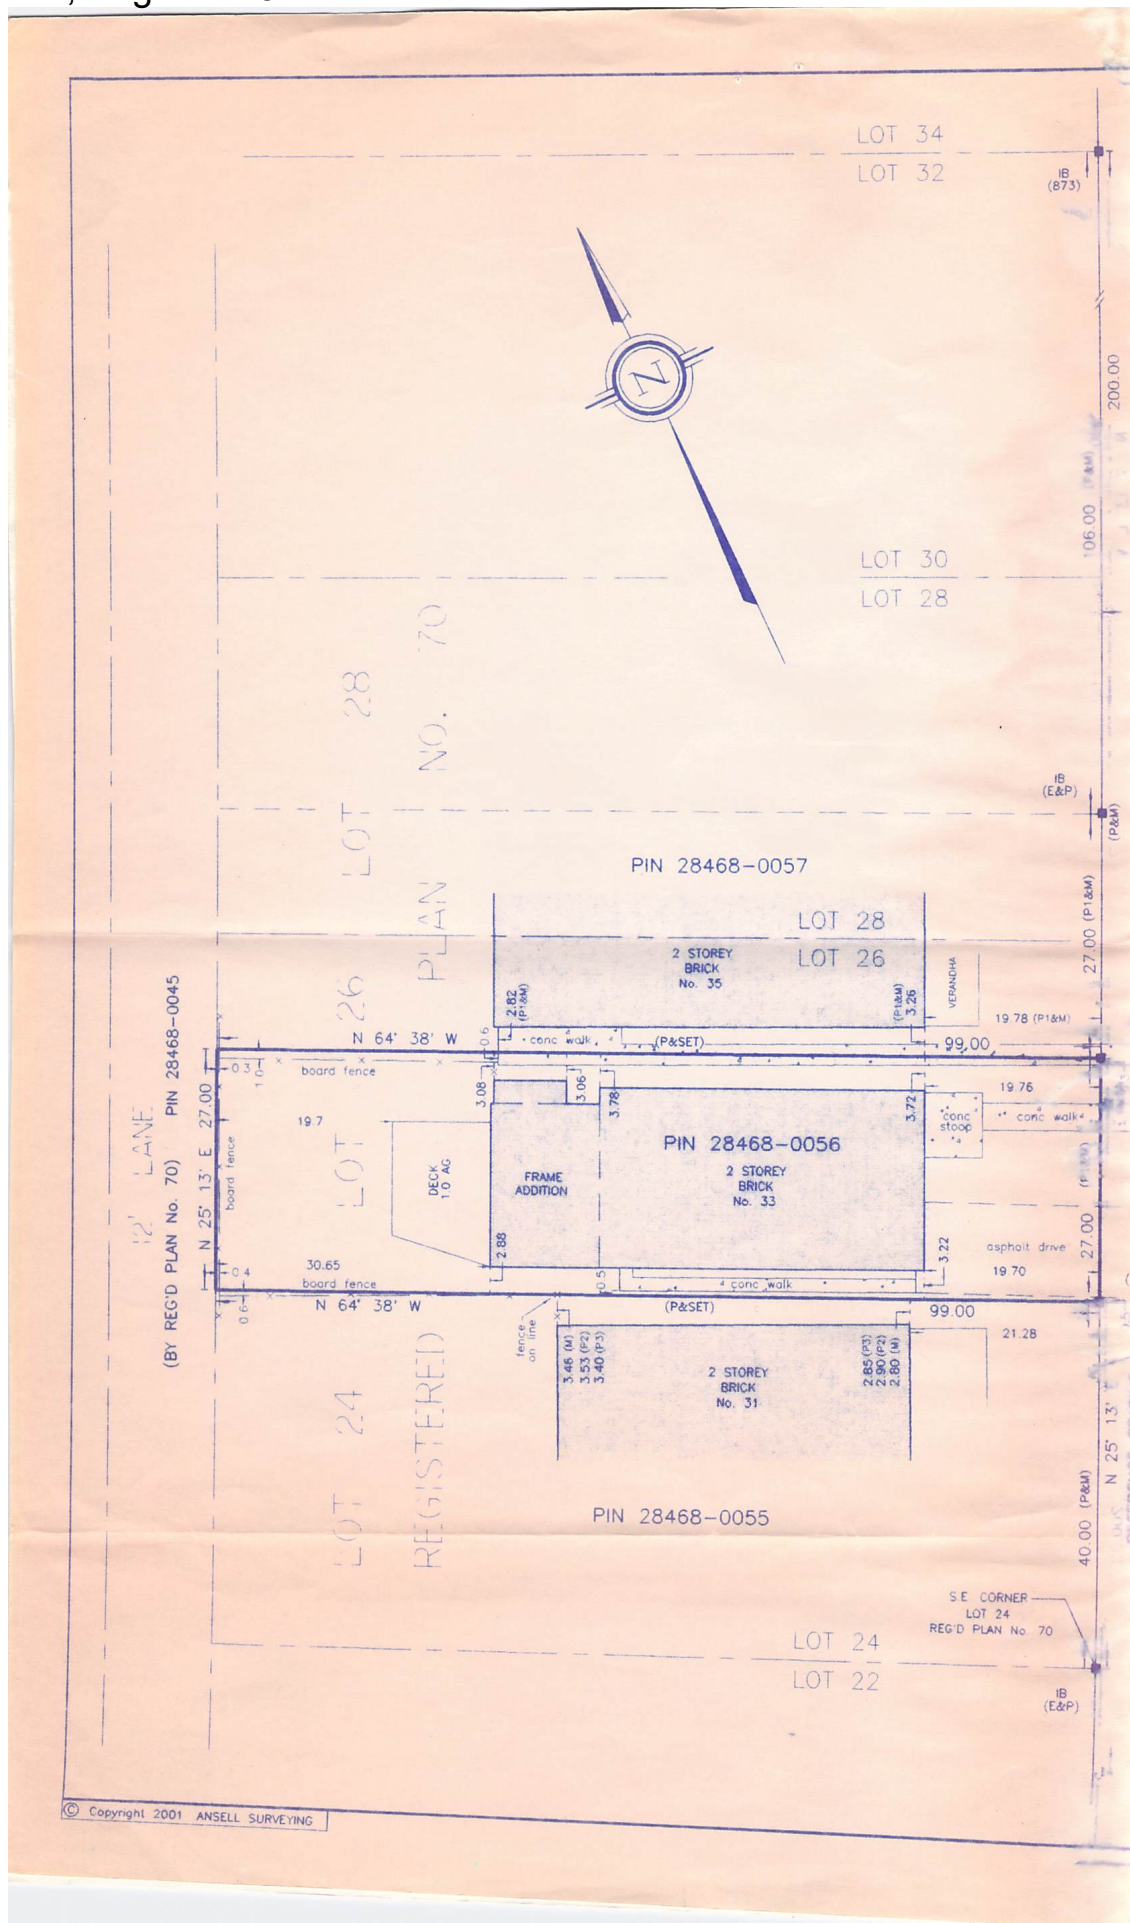 LOT 34
LOT 32
IB
(873)
200.00
106.00 (P&M)
N
LOT 30
LOT 28
LOT 28
PLAN NO. 70
IB
(E&P)
(P&M)
PIN 28468-0057
27.00 (P1&M)
LOT 28
LOT 26
2 STOREY
BRICK
No. 35
VERANDHA
2.82
(P1&M)
(P1&M)
3.26
19.78 (P1&M)
LOT 26
N 64° 38' W
0.6
conc walk
(P&SET)
99.00
0.3
1.0
board fence
3.08
3.06
3.78
3.72
19.76
conc
stoop
conc walk
12' LANE
(BY REG'D PLAN No. 70) PIN 28468-0045
N 25° 13' E 27.00
board fence
19.7
DECK
1.0 AG
FRAME
ADDITION
PIN 28468-0056
2 STOREY
BRICK
No. 33
27.00 (P1&M)
2.88
3.22
asphalt drive
19.70
30.65
0.4
board fence
0.5
conc walk
0.6
N 64° 38' W
(P&SET)
99.00
fence
on line
3.46 (M)
3.53 (P2)
3.40 (P3)
2 STOREY
BRICK
No. 31
2.85 (P3)
2.90 (P2)
2.80 (M)
21.28
LOT 24
REGISTERED
N 25° 13' E
40.00 (P&M)
PIN 28468-0055
S.E. CORNER
LOT 24
REG'D PLAN No. 70
LOT 24
LOT 22
IB
(E&P)
© Copyright 2001 ANSELL SURVEYING